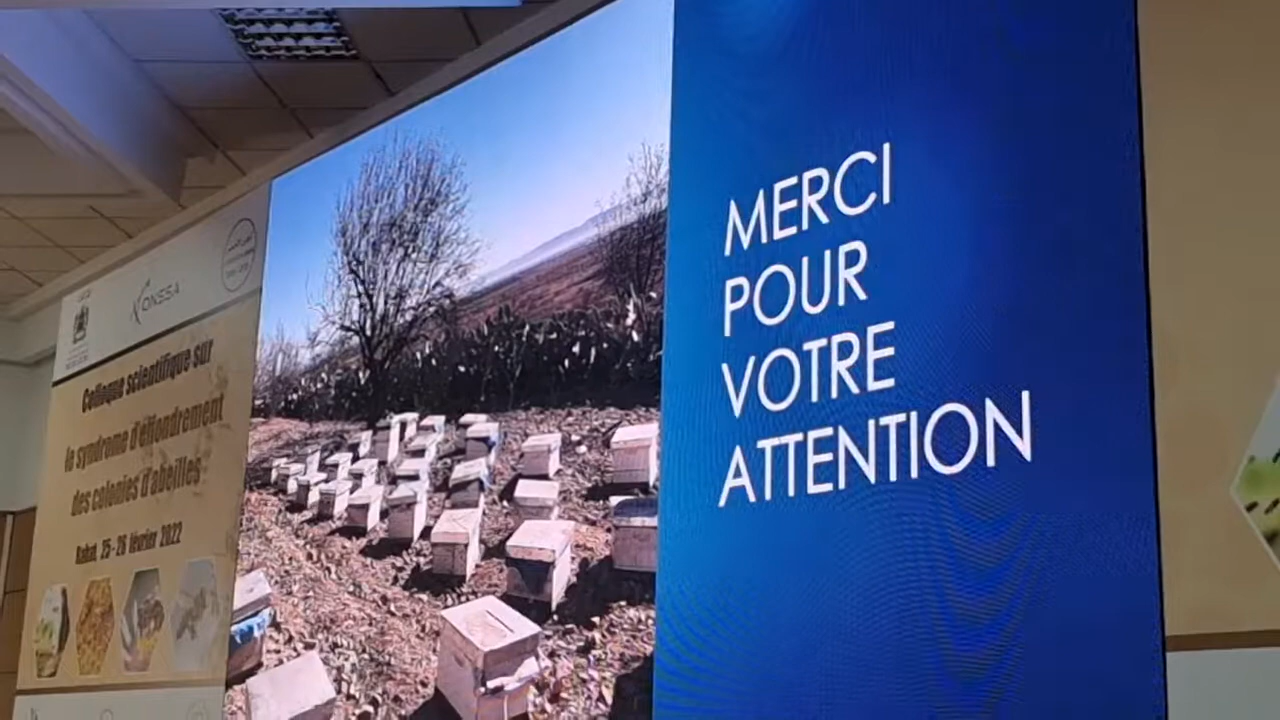 ONSSA
Colloque scientifique sur
le syndrome d'effondrement
des colonies d'abeilles
Rabat, 25-26 février 2022
MERCI
POUR
VOTRE
ATTENTION